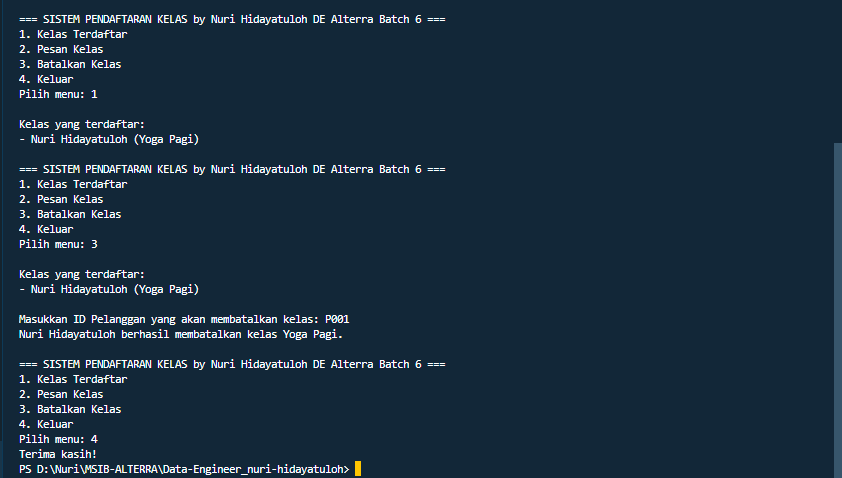 === SISTEM PENDAFTARAN KELAS by Nuri Hidayatuloh DE Alterra Batch 6 ===
1. Kelas Terdaftar
2. Pesan Kelas
3. Batalkan Kelas
4. Keluar
Pilih menu: 1
Kelas yang terdaftar:
- Nuri Hidayatuloh (Yoga Pagi)
=== SISTEM PENDAFTARAN KELAS by Nuri Hidayatuloh DE Alterra Batch 6 ===
1. Kelas Terdaftar
2. Pesan Kelas
3. Batalkan Kelas
4. Keluar
Pilih menu: 3
Kelas yang terdaftar:
- Nuri Hidayatuloh (Yoga Pagi)
Masukkan ID Pelanggan yang akan membatalkan kelas: P001
Nuri Hidayatuloh berhasil membatalkan kelas Yoga Pagi.
=== SISTEM PENDAFTARAN KELAS by Nuri Hidayatuloh DE Alterra Batch 6 ===
1. Kelas Terdaftar
2. Pesan Kelas
3. Batalkan Kelas
4. Keluar
Pilih menu: 4
Terima kasih!
PS D:\Nuri\MSIB-ALTERRA\Data-Engineer_nuri-hidayatuloh>